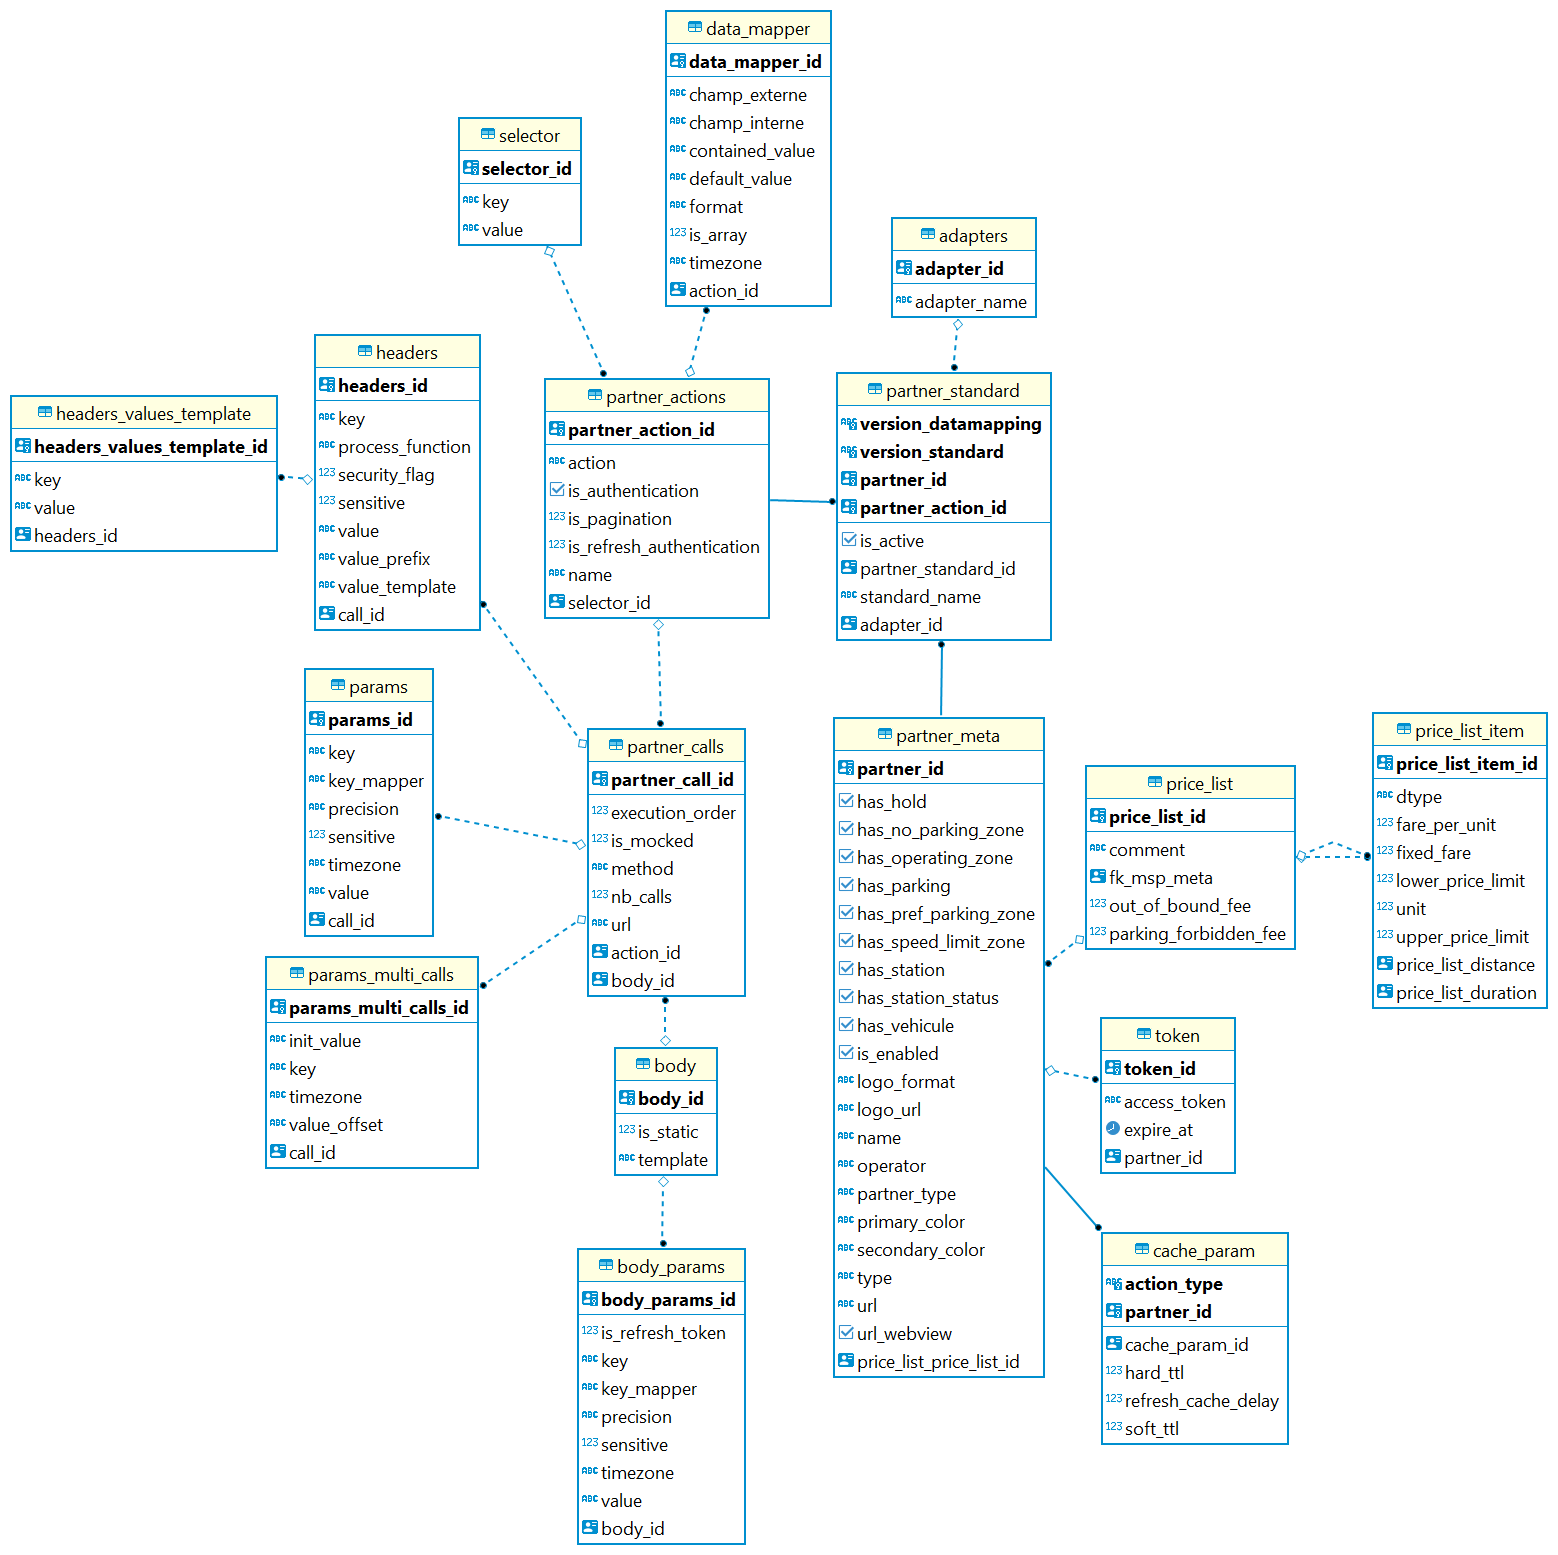 data_mapper
data_mapper_id
champ_externe
champ_interne
contained_value
default_value
format
is_array
timezone
action_id
selector
selector_id
key
value
adapters
adapter_id
adapter_name
headers
headers_id
key
process_function
security_flag
sensitive
value
value_prefix
value_template
call_id
headers_values_template
headers_values_template_id
key
value
headers_id
partner_actions
partner_action_id
action
is_authentication
is_pagination
is_refresh_authentication
name
selector_id
partner_standard
version_datamapping
version_standard
partner_id
partner_action_id
is_active
partner_standard_id
standard_name
adapter_id
params
params_id
key
key_mapper
precision
sensitive
timezone
value
call_id
partner_calls
partner_call_id
execution_order
is_mocked
method
nb_calls
url
action_id
body_id
partner_meta
partner_id
has_hold
has_no_parking_zone
has_operating_zone
has_parking
has_pref_parking_zone
has_speed_limit_zone
has_station
has_station_status
has_vehicule
is_enabled
logo_format
logo_url
name
operator
partner_type
primary_color
secondary_color
type
url
url_webview
price_list_price_list_id
price_list
price_list_id
comment
fk_msp_meta
out_of_bound_fee
parking_forbidden_fee
price_list_item
price_list_item_id
dtype
fare_per_unit
fixed_fare
lower_price_limit
unit
upper_price_limit
price_list_distance
price_list_duration
params_multi_calls
params_multi_calls_id
init_value
key
timezone
value_offset
call_id
body
body_id
is_static
template
token
token_id
access_token
expire_at
partner_id
body_params
body_params_id
is_refresh_token
key
key_mapper
precision
sensitive
timezone
value
body_id
cache_param
action_type
partner_id
cache_param_id
hard_ttl
refresh_cache_delay
soft_ttl